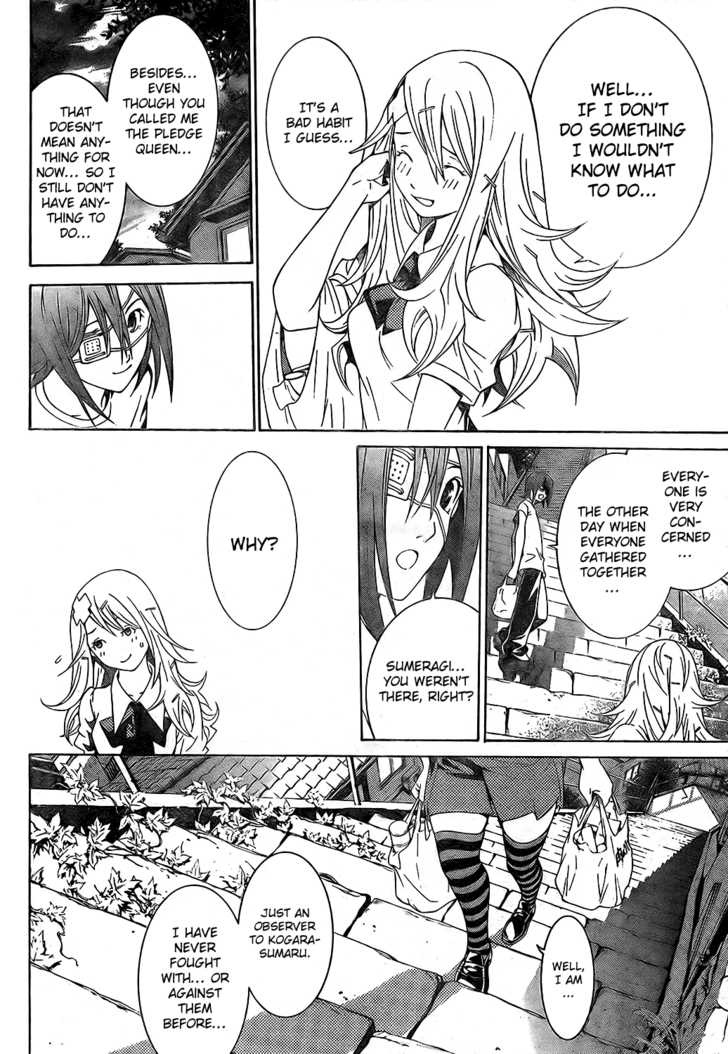 WELL...
IF I DON'T
DO SOMETHING
I WOULDN'T
KNOW WHAT
TO DO...
IT'S A
BAD HABIT
I GUESS...
BESIDES...
EVEN
THOUGH YOU
CALLED ME
THE PLEDGE
QUEEN...
THAT
DOESN'T
MEAN ANY-
THING FOR
NOW... SO I
STILL DON'T
HAVE ANY-
THING TO
DO...
EVERY-
ONE IS
VERY
CON-
CERNED
...
THE OTHER
DAY WHEN
EVERYONE
GATHERED
TOGETHER
...
SUMERAGI...
YOU WEREN'T
THERE, RIGHT?
WHY?
WELL,
I AM
...
JUST AN
OBSERVER
TO KOGARA-
SUMARU.
I HAVE
NEVER
FOUGHT
WITH... OR
AGAINST
THEM
BEFORE...